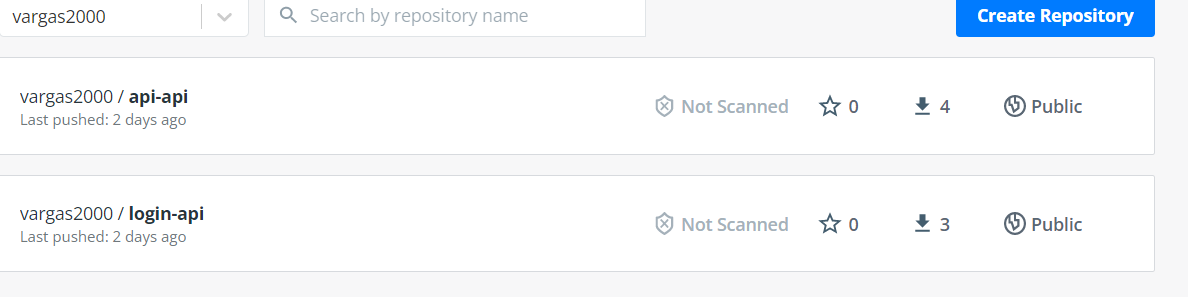 vargas2000
Search by repository name
Create Repository
vargas2000 / api-api
Last pushed: 2 days ago
Not Scanned
0
4
Public
vargas2000 / login-api
Last pushed: 2 days ago
Not Scanned
0
3
Public